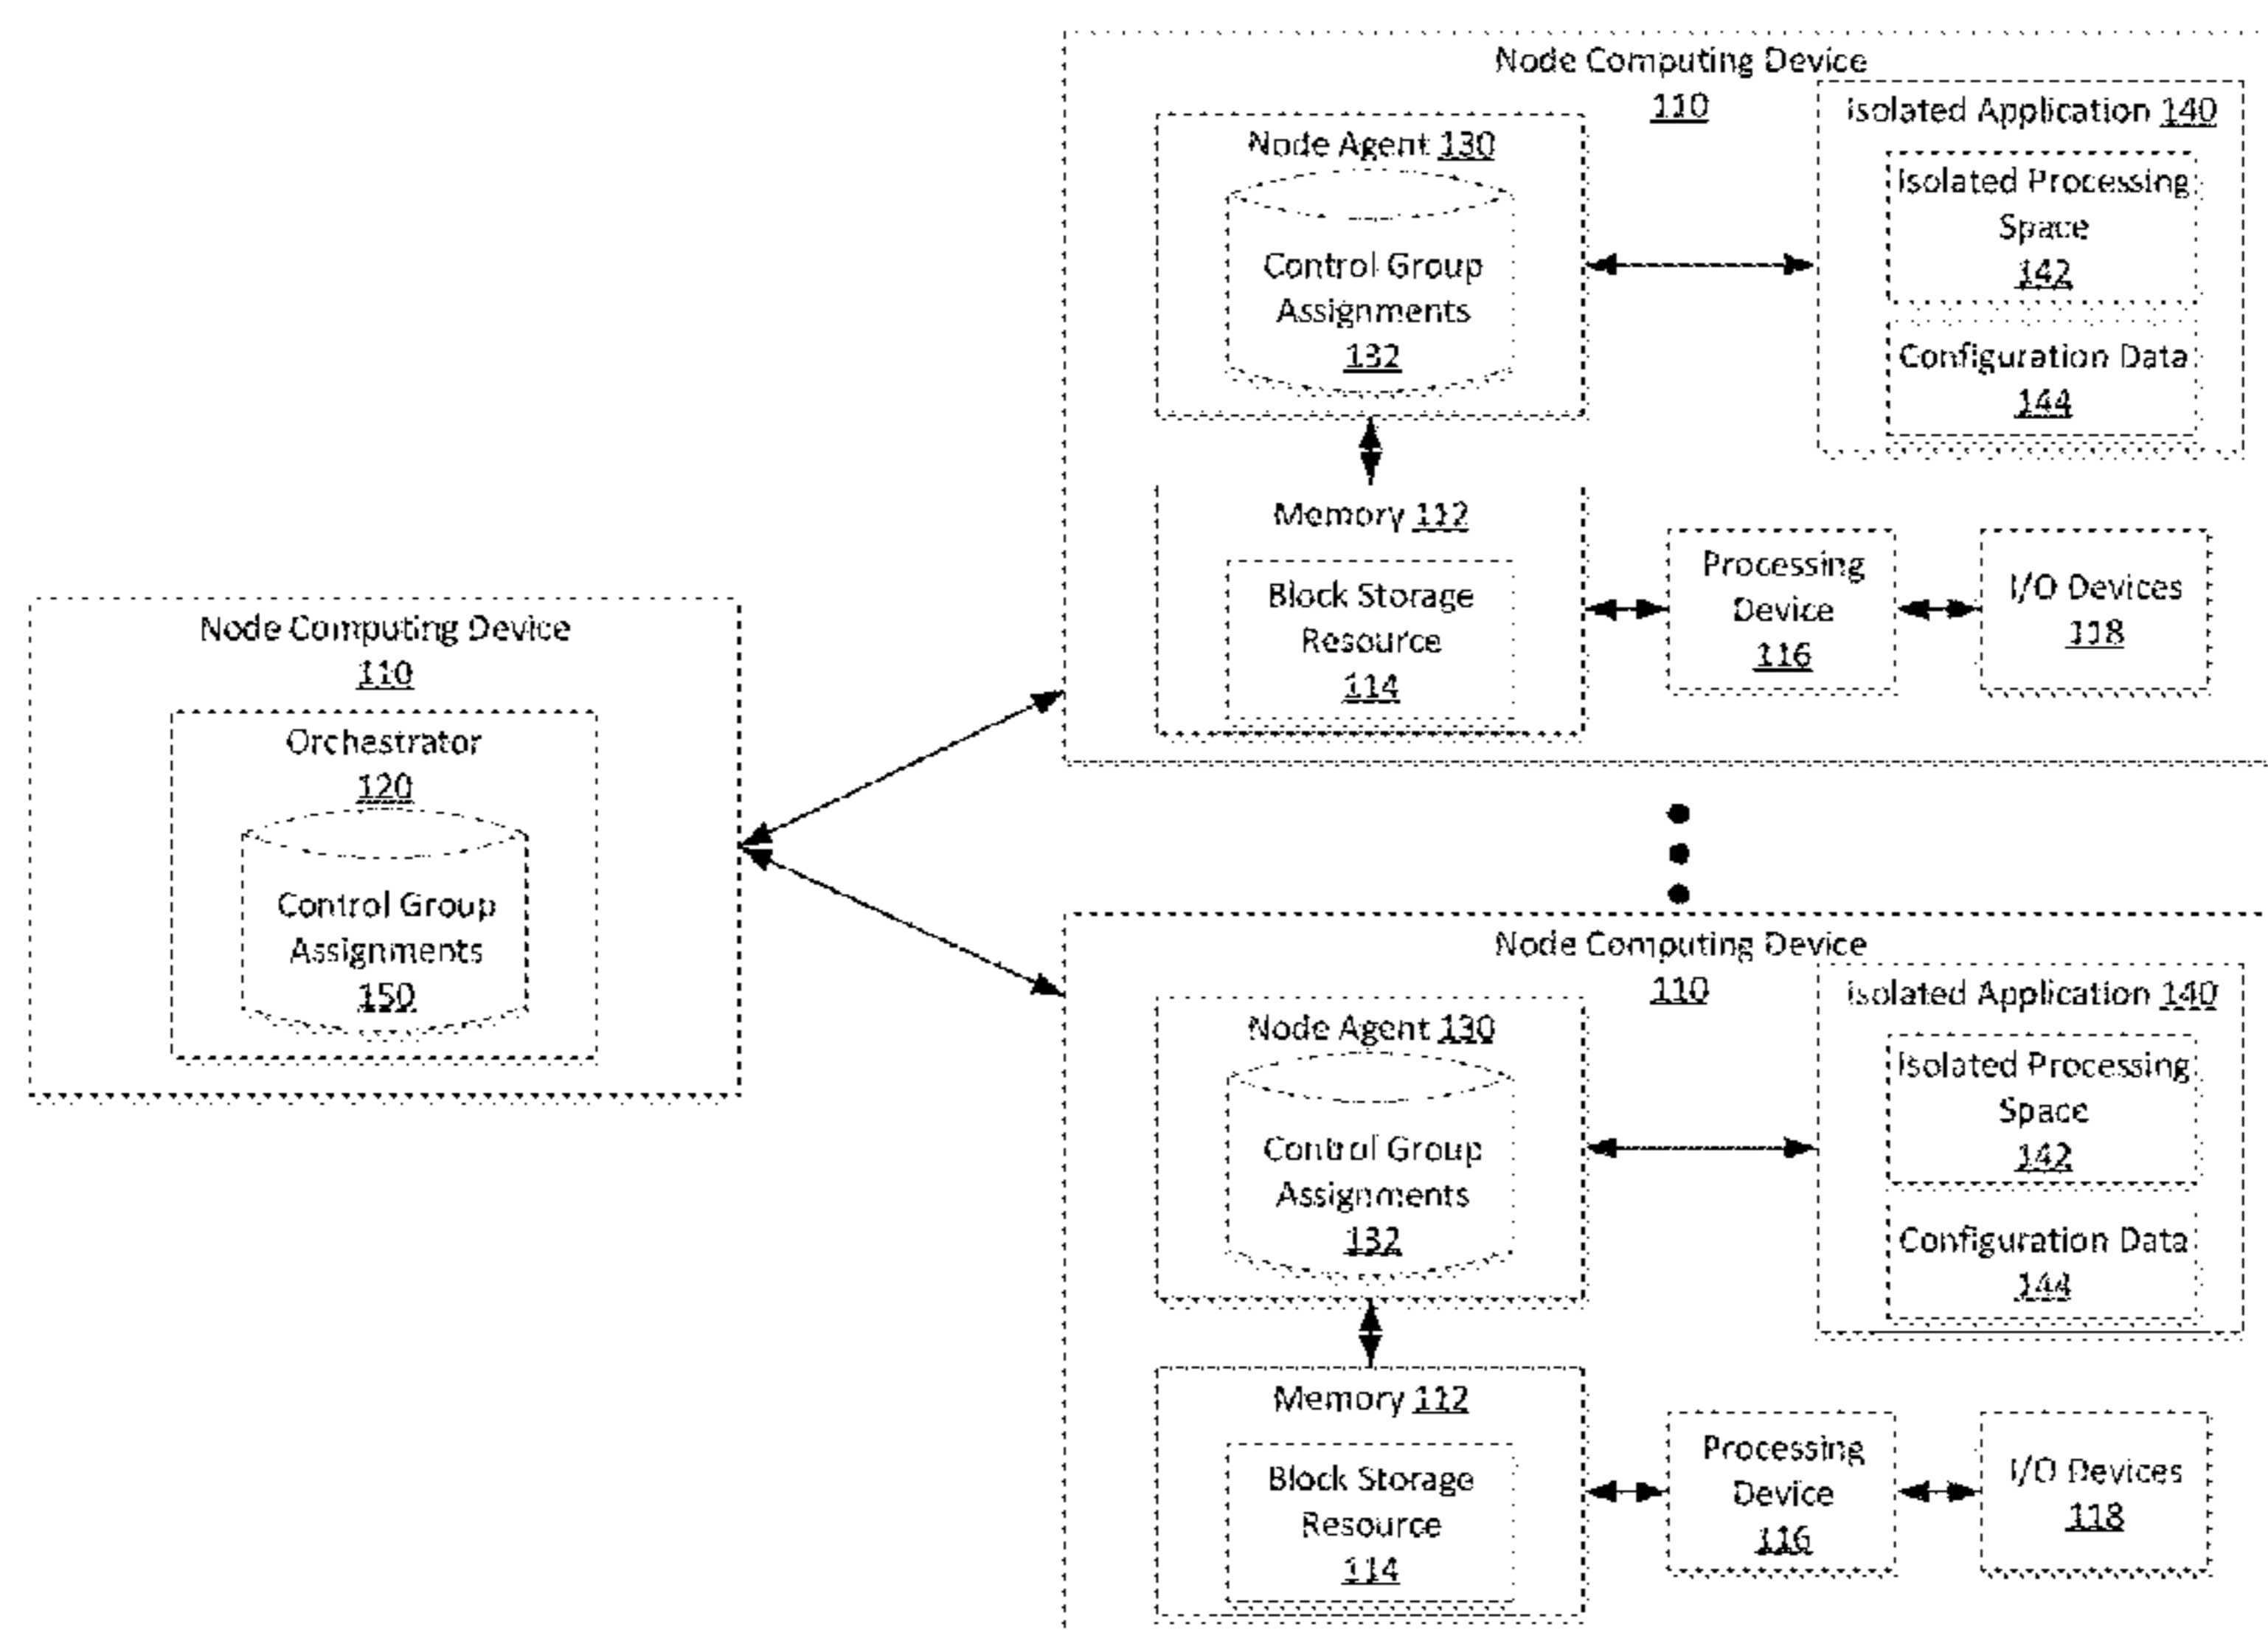 Node Computing Device
110
Orchestrator
120
Control Group
Assignments
150
Node Computing Device
110
Node Agent 130
Control Group
Assignments
132
Isolated Application 140
Isolated Processing
Space
142
Configuration Data
144
Memory 112
Block Storage
Resource
114
Processing
Device
116
I/O Devices
118
Node Computing Device
110
Node Agent 130
Control Group
Assignments
132
Isolated Application 140
Isolated Processing
Space
142
Configuration Data
144
Memory 112
Block Storage
Resource
114
Processing
Device
116
I/O Devices
118